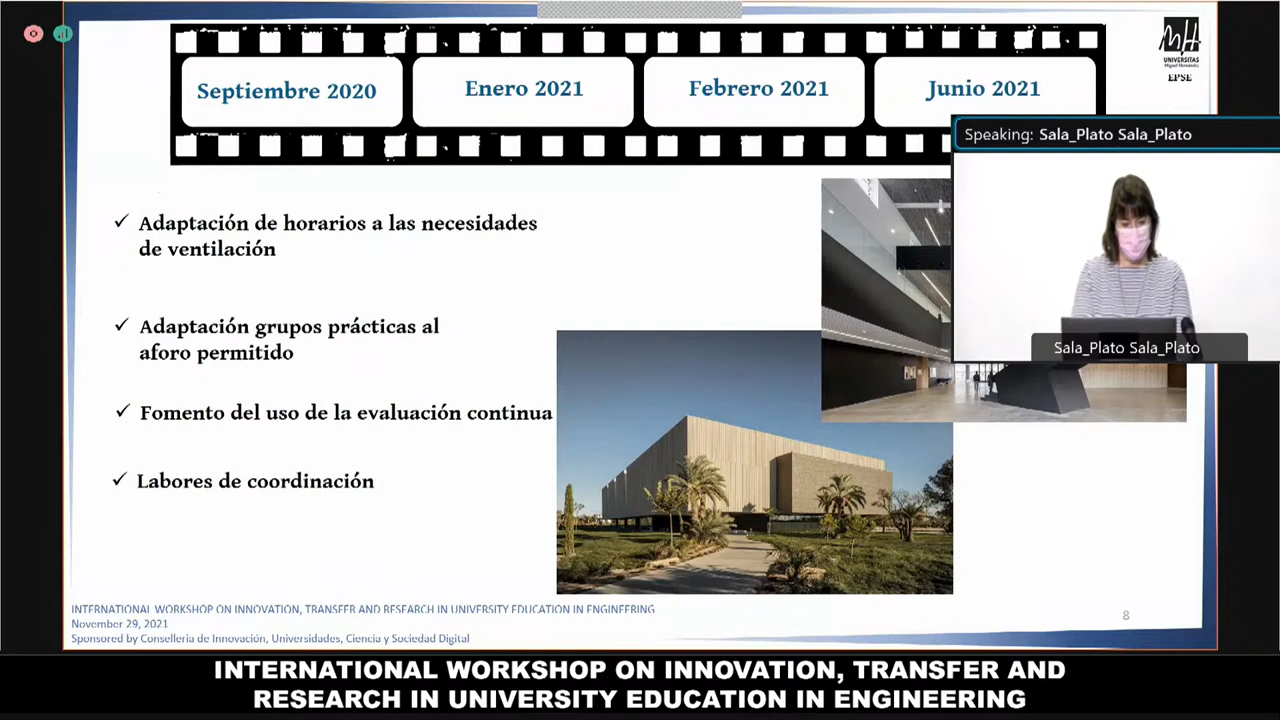 Septiembre 2020
Enero 2021
Febrero 2021
Junio 2021
UNIVERSITAS
Miguel Hernández
EPSE
Speaking: Sala_Plato Sala_Plato
Sala_Plato Sala_Plato
✓ Adaptación de horarios a las necesidades
de ventilación
✓ Adaptación grupos prácticas al
aforo permitido
✓ Fomento del uso de la evaluación continua
✓ Labores de coordinación
INTERNATIONAL WORKSHOP ON INNOVATION, TRANSFER AND RESEARCH IN UNIVERSITY EDUCATION IN ENGINEERING
November 29, 2021
Sponsored by Conselleria de Innovación, Universidades, Ciencia y Sociedad Digital
8
INTERNATIONAL WORKSHOP ON INNOVATION, TRANSFER AND
RESEARCH IN UNIVERSITY EDUCATION IN ENGINEERING